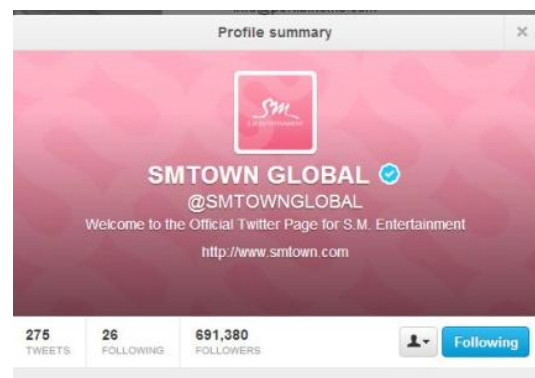 Profile summary
×
Sm
S.M.ENTERTAINMENT
SMTOWN GLOBAL
@SMTOWNGLOBAL
Welcome to the Official Twitter Page for S.M. Entertainment
http://www.smtown.com
275 26 691,380
TWEETS FOLLOWING FOLLOWERS
Following